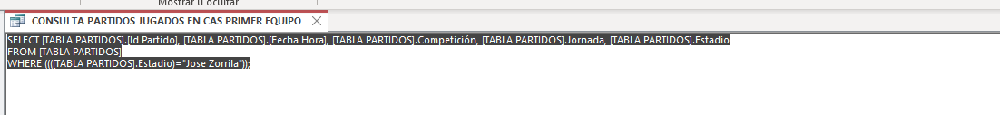 Mostrar u ocultar
CONSULTA PARTIDOS JUGADOS EN CAS PRIMER EQUIPO
SELECT [TABLA PARTIDOS].[Id Partido], [TABLA PARTIDOS].[Fecha Hora], [TABLA PARTIDOS].Competición, [TABLA PARTIDOS].Jornada, [TABLA PARTIDOS].Estadio
FROM [TABLA PARTIDOS]
WHERE ((([TABLA PARTIDOS].Estadio)="Jose Zorrila"));